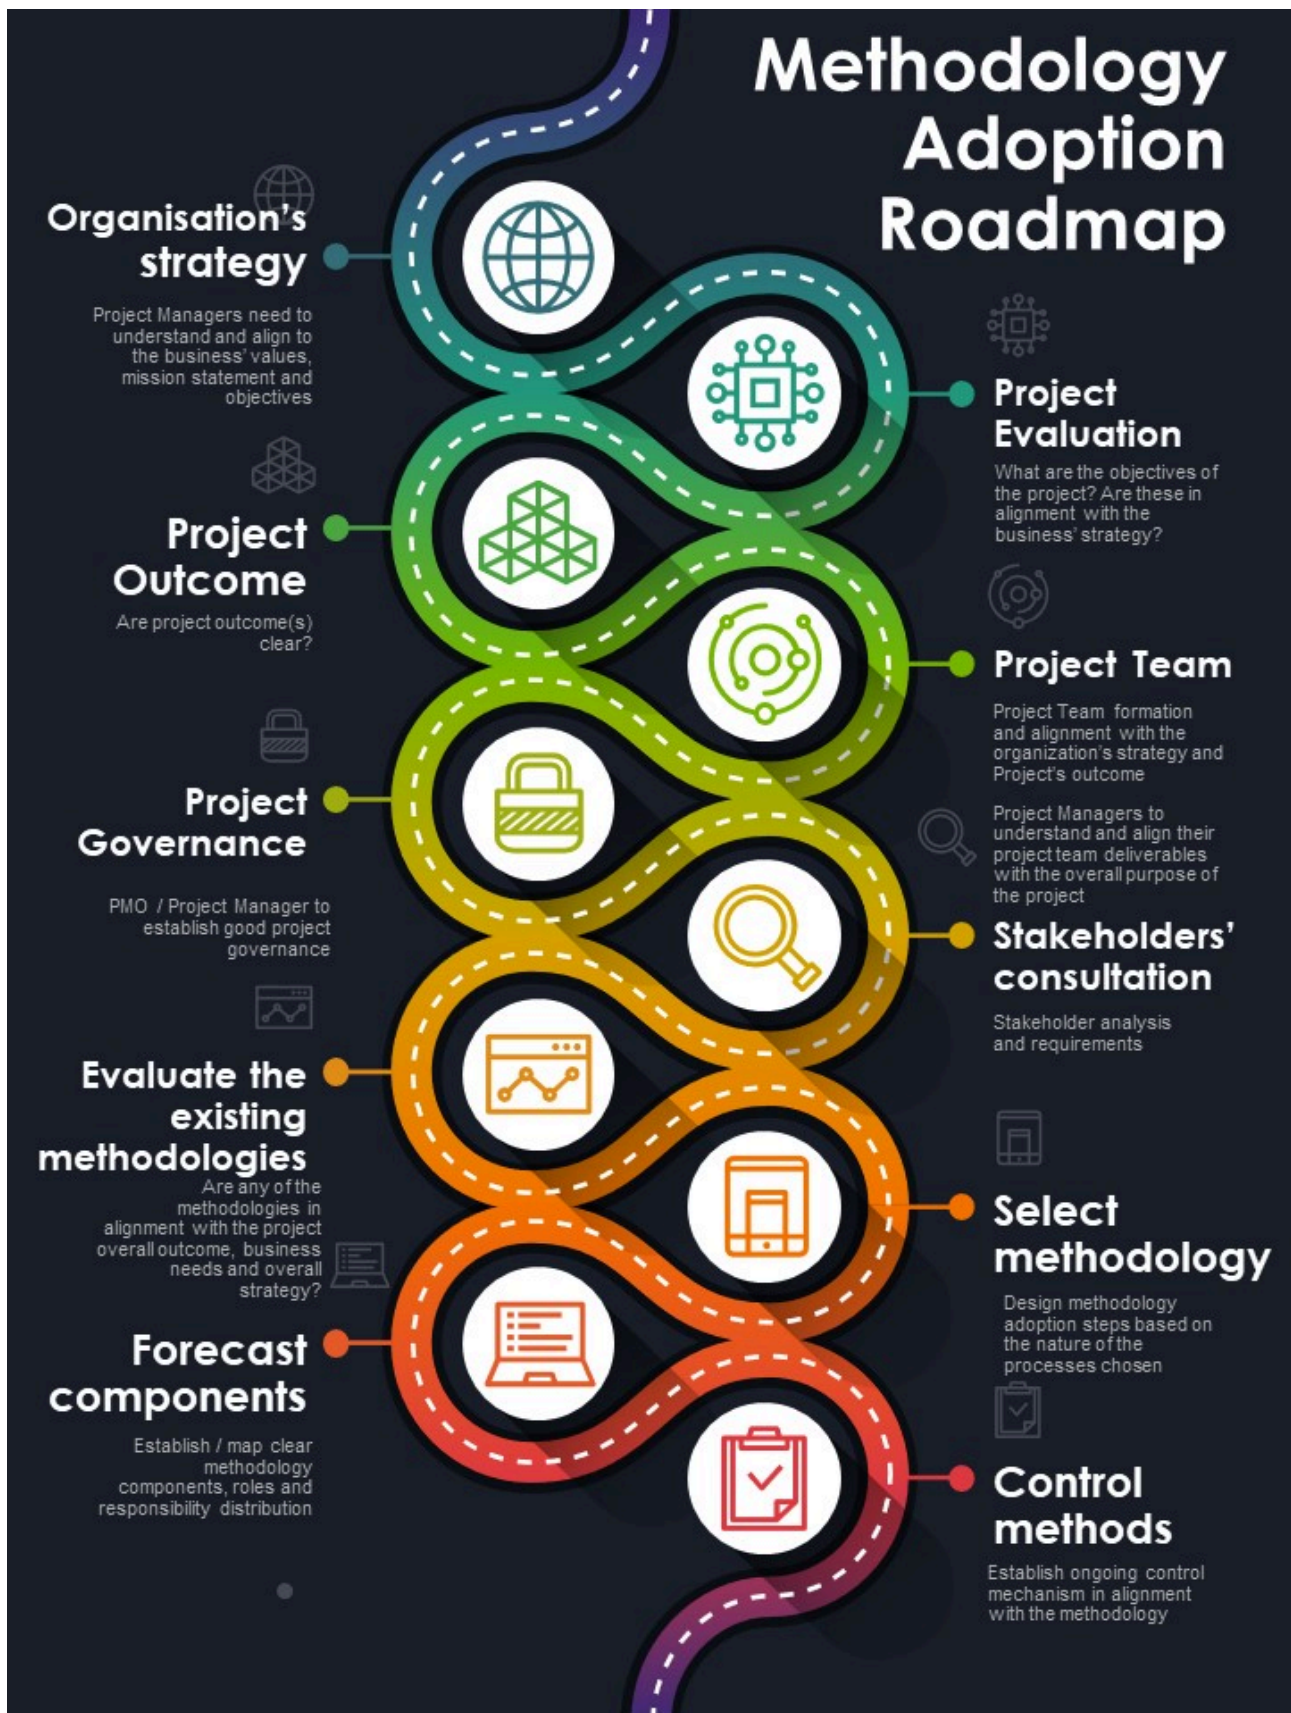 Methodology
Adoption
Roadmap
Organisation's
strategy
Project Managers need to
understand and align to
the business' values,
mission statement and
objectives
Project
Evaluation
What are the objectives of
the project? Are these in
alignment with the
business' strategy?
Project
Outcome
Are project outcome(s)
clear?
Project Team
Project Team formation
and alignment with the
organization's strategy and
Project's outcome
Project Managers to
understand and align their
project team deliverables
with the overall purpose of
the project
Project
Governance
PMO / Project Manager to
establish good project
governance
Stakeholders'
consultation
Stakeholder analysis
and requirements
Evaluate the
existing
methodologies
Are any of the
methodologies in
alignment with the project
overall outcome, business
needs and overall
strategy?
Select
methodology
Design methodology
adoption steps based on
the nature of the
processes chosen
Forecast
components
Establish / map clear
methodology
components, roles and
responsibility distribution
Control
methods
Establish ongoing control
mechanism in alignment
with the methodology